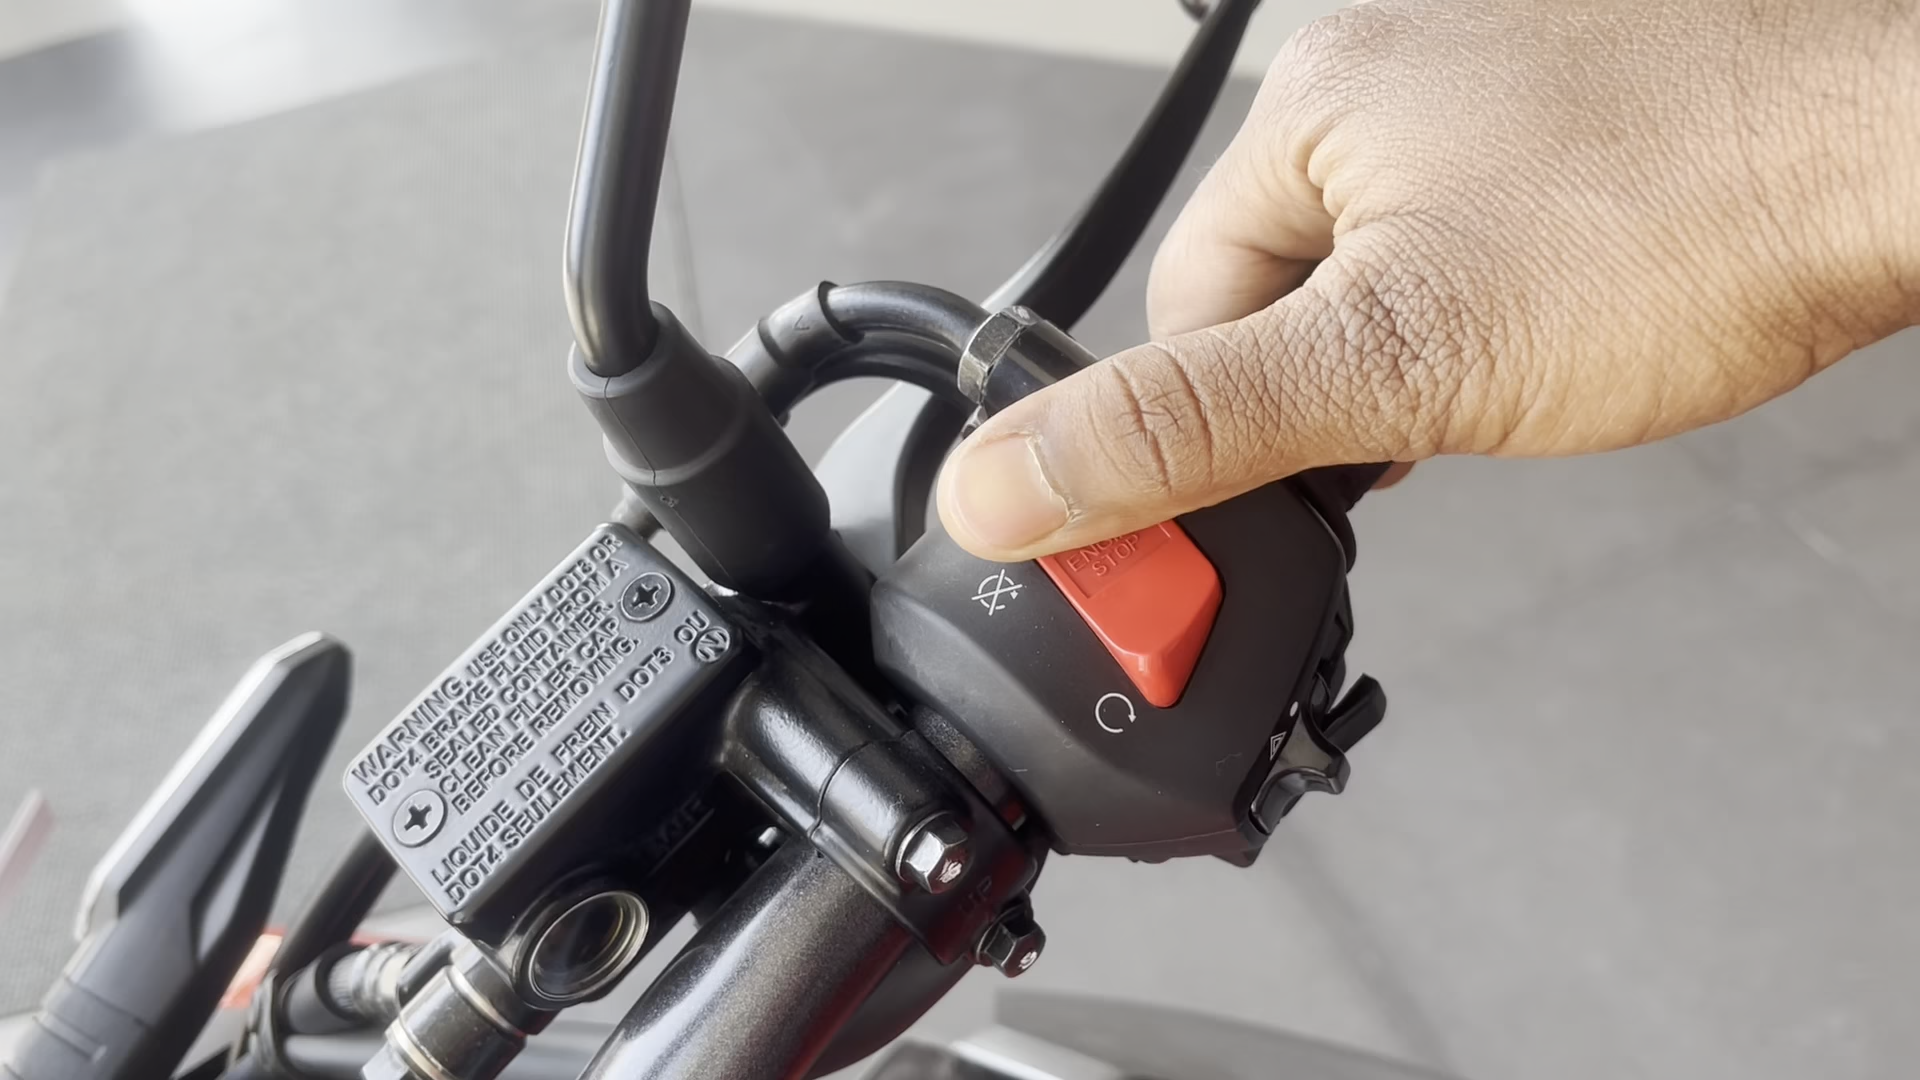 WARNING. USE ONLY DOT3 OR
DOT4 BRAKE FLUID FROM A
SEALED CONTAINER.
CLEAN FILLER CAP
BEFORE REMOVING.
LIQUIDE DE FREIN DOT3 OU
DOT4 SEULEMENT.
STOP